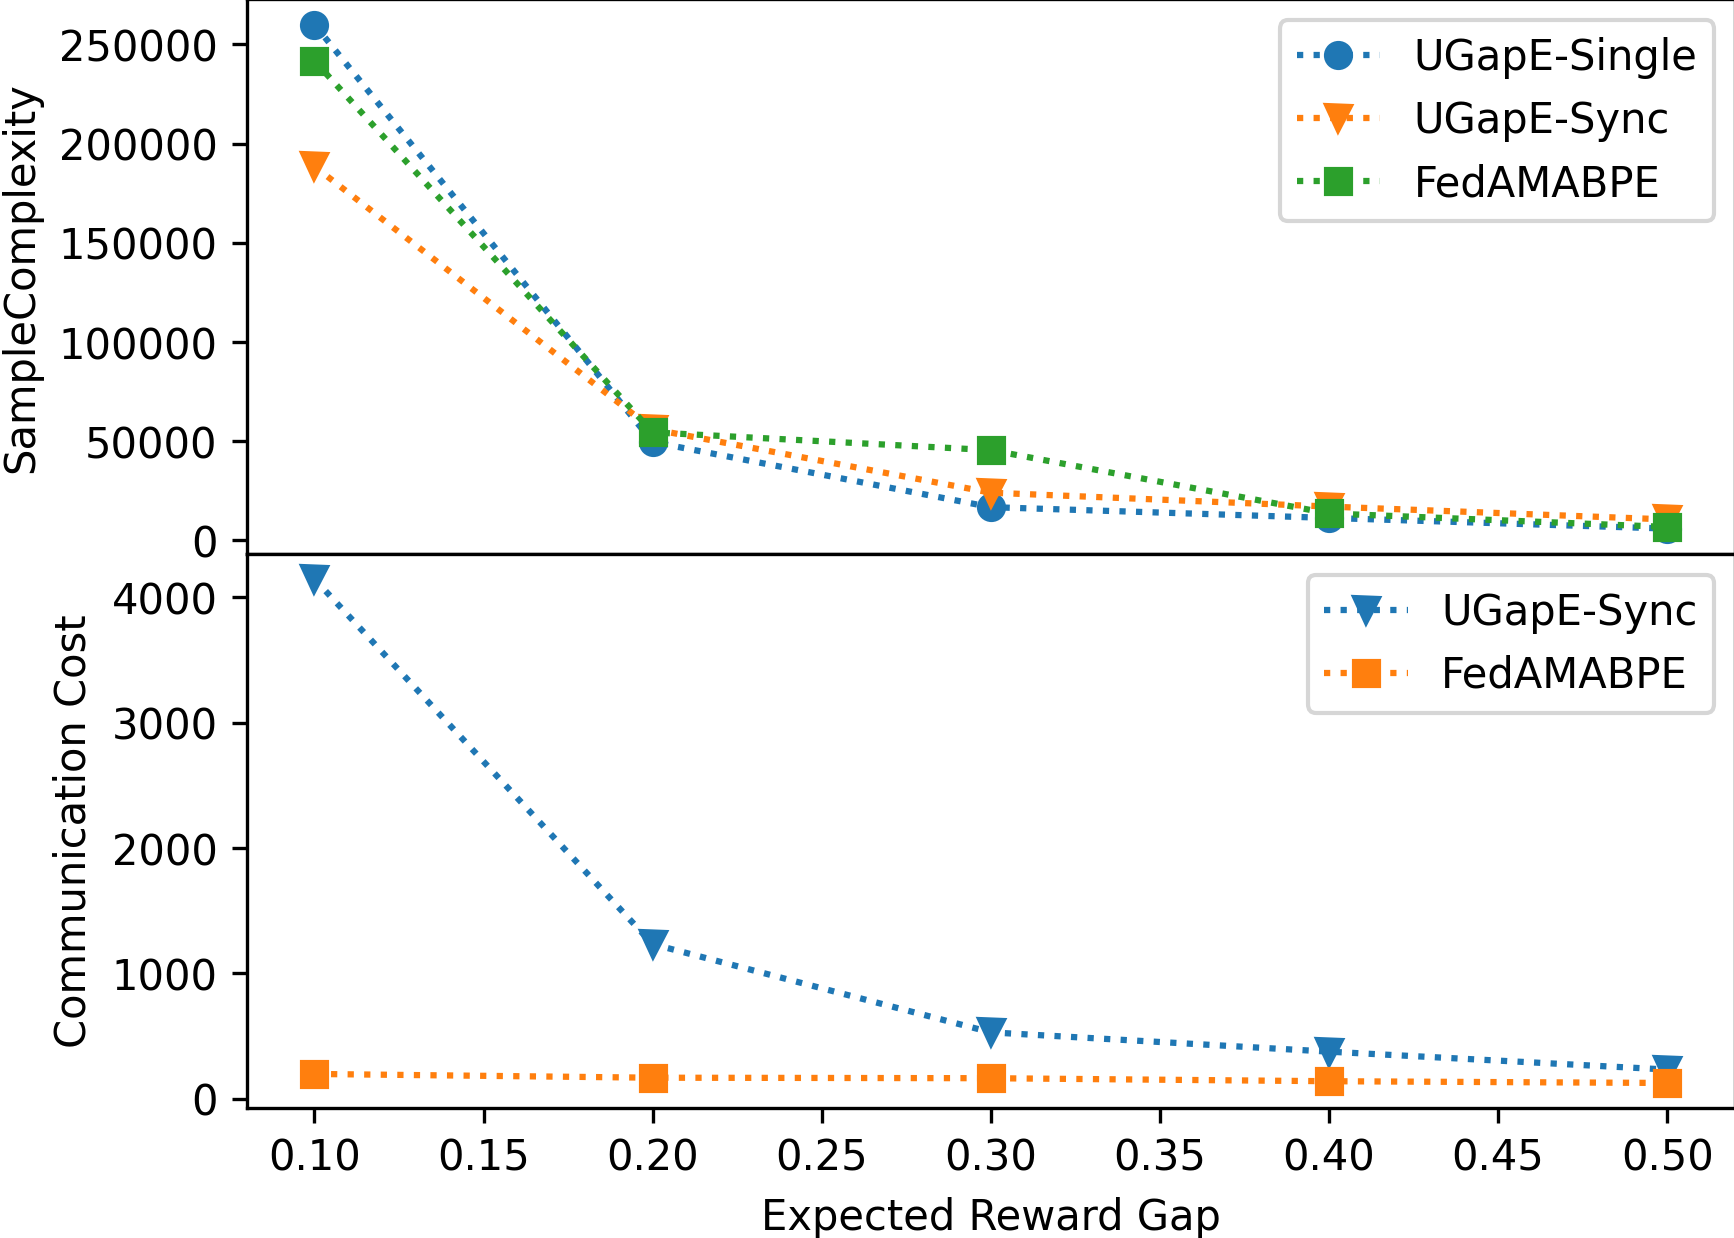 SampleComplexity
250000
200000
150000
100000
50000
0
UGapE-Single
UGapE-Sync
FedAMABPE
Communication Cost
4000
3000
2000
1000
0
UGapE-Sync
FedAMABPE
0.10 0.15 0.20 0.25 0.30 0.35 0.40 0.45 0.50
Expected Reward Gap